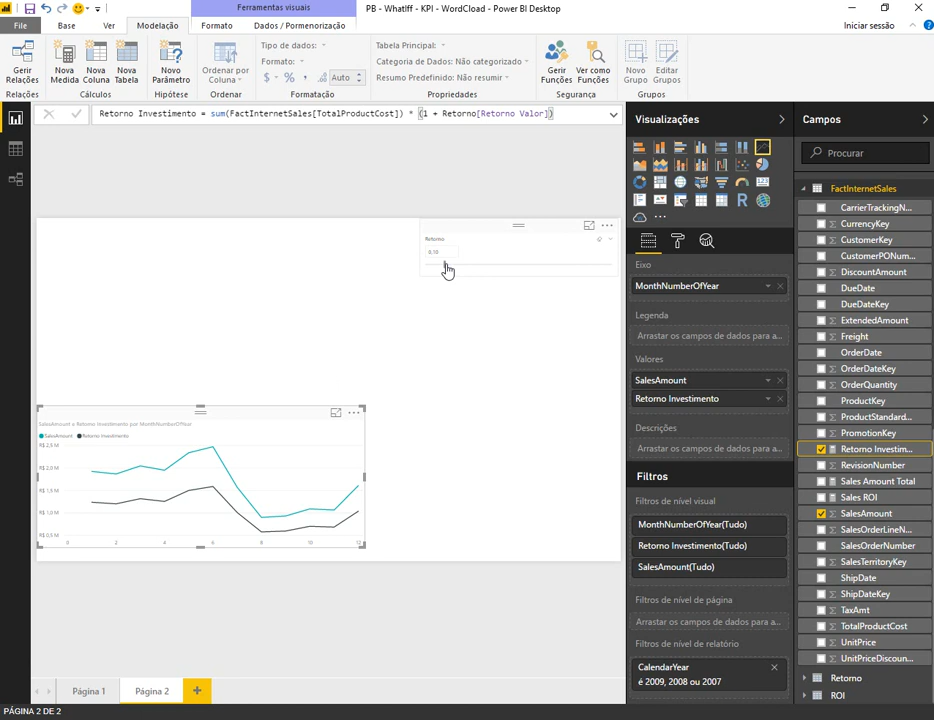 Ferramentas visuais
PB - WhatIff - KPI - WordCload - Power BI Desktop
File
Base
Ver
Modelação
Formato
Dados / Pormenorização
Iniciar sessão
Gerir Relações
Nova Medida
Nova Coluna
Nova Tabela
Novo Parâmetro
Ordenar por Coluna
Tipo de dados:
Formato:
$ % , Auto
Tabela Principal:
Categoria de Dados: Não categorizado
Resumo Predefinido: Não resumir
Gerir Funções
Ver como Funções
Novo Grupo
Editar Grupos
Relações
Cálculos
Hipótese
Ordenar
Formatação
Propriedades
Segurança
Grupos
Retorno Investimento = sum(FactInternetSales[TotalProductCost]) * (1 + Retorno[Retorno Valor])
Retorno
0,10
SalesAmount e Retorno Investimento por MonthNumberOfYear
SalesAmount Retorno Investimento
R$ 2,5 M
R$ 2,0 M
R$ 1,5 M
R$ 1,0 M
R$ 0,5 M
0 2 4 6 8 10 12
Visualizações
R
Eixo
MonthNumberOfYear
Legenda
Arrastar os campos de dados para a...
Valores
SalesAmount
Retorno Investimento
Descrições
Arrastar os campos de dados para a...
Filtros
Filtros de nível visual
MonthNumberOfYear(Tudo)
Retorno Investimento(Tudo)
SalesAmount(Tudo)
Filtros de nível de página
Arrastar os campos de dados para a...
Filtros de nível de relatório
CalendarYear
é 2009, 2008 ou 2007
Campos
Procurar
FactInternetSales
CarrierTrackingN...
CurrencyKey
CustomerKey
CustomerPONum...
DiscountAmount
DueDate
DueDateKey
ExtendedAmount
Freight
OrderDate
OrderDateKey
OrderQuantity
ProductKey
ProductStandard...
PromotionKey
Retorno Investim...
RevisionNumber
Sales Amount Total
Sales ROI
SalesAmount
SalesOrderLineN...
SalesOrderNumber
SalesTerritoryKey
ShipDate
ShipDateKey
TaxAmt
TotalProductCost
UnitPrice
UnitPriceDiscoun...
Retorno
ROI
Página 1
Página 2
PÁGINA 2 DE 2